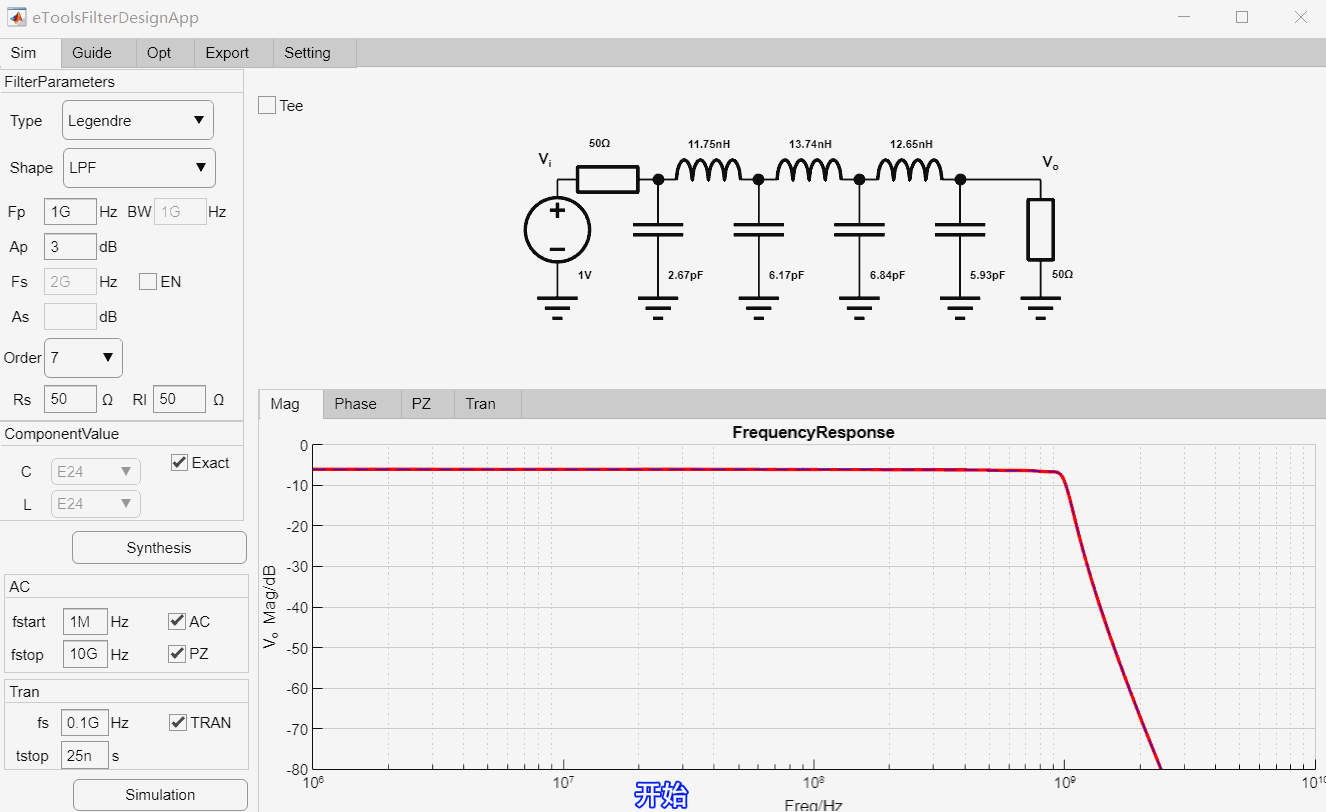 eToolsFilterDesignApp
Sim Guide Opt Export Setting
FilterParameters
Type Legendre
Shape LPF
Fp 1G Hz BW 1G Hz
Ap 3 dB
Fs 2G Hz EN
As dB
Order 7
Rs 50 Ω Rl 50 Ω
ComponentValue
C E24 Exact
L E24
Synthesis
AC
fstart 1M Hz AC
fstop 10G Hz PZ
Tran
fs 0.1G Hz TRAN
tstop 25n s
Simulation
Tee
50Ω 11.75nH 13.74nH 12.65nH
Vi Vo
1V 2.67pF 6.17pF 6.84pF 5.93pF 50Ω
Mag Phase PZ Tran
FrequencyResponse
Vo Mag/dB
0
-10
-20
-30
-40
-50
-60
-70
-80
10^6 10^7 10^8 10^9 10^10
Freq/Hz
开始